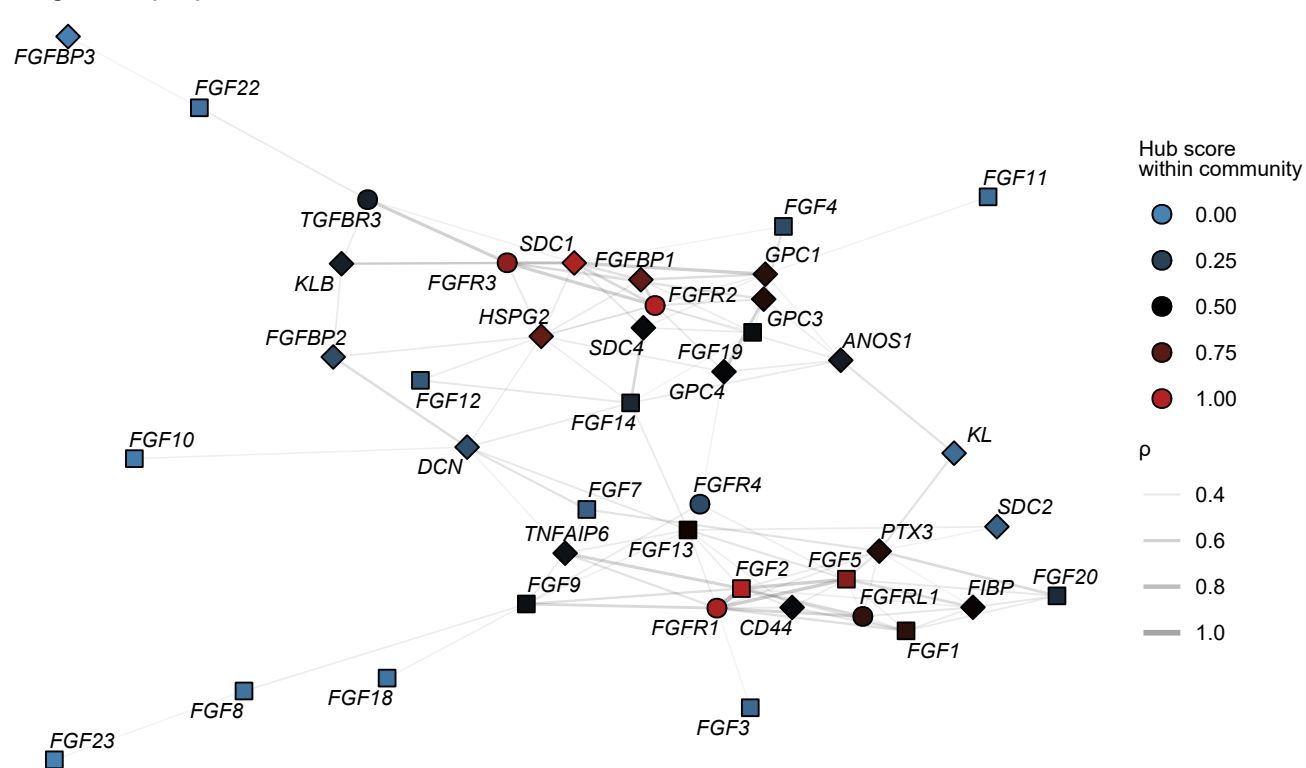 FGFBP3
FGF22
FGF11
TGFBR3
FGF4
SDC1
FGFBP1
GPC1
KLB
FGFR3
FGFR2
HSPG2
GPC3
FGFBP2
SDC4
FGF19
ANOS1
FGF12
GPC4
FGF14
FGF10
DCN
KL
FGF7
FGFR4
SDC2
TNFAIP6
FGF13
PTX3
FGF2
FGF5
FGF9
FGFRL1
FIBP
FGF20
FGFR1
CD44
FGF1
FGF18
FGF8
FGF3
FGF23
Hub score
within community
0.00
0.25
0.50
0.75
1.00
ρ
0.4
0.6
0.8
1.0